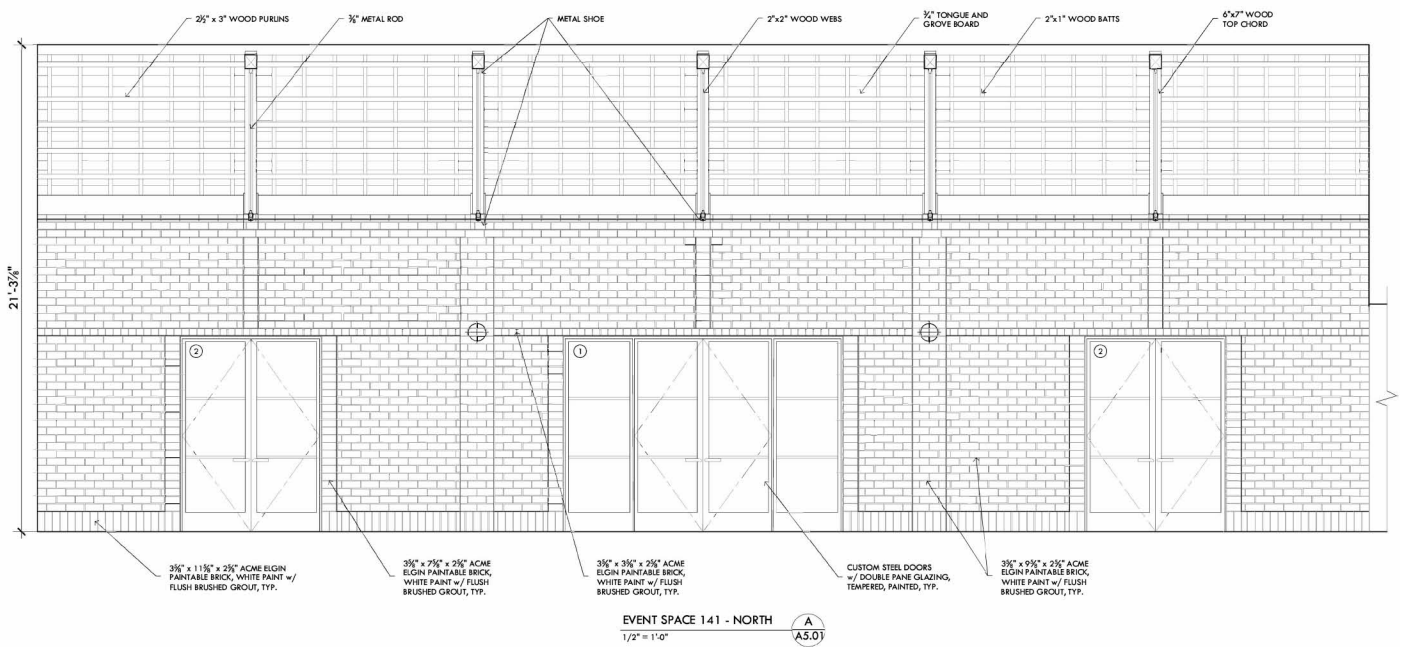 2½" x 3" WOOD PURLINS
⅜" METAL ROD
METAL SHOE
2"x2" WOOD WEBS
¾" TONGUE AND
GROVE BOARD
2"x1" WOOD BATTS
6"x7" WOOD
TOP CHORD
21'-3⅞"
2
1
2
3⅝" x 11⅝" x 2⅝" ACME ELGIN
PAINTABLE BRICK, WHITE PAINT w/
FLUSH BRUSHED GROUT, TYP.
3⅝" x 7⅝" x 2⅝" ACME
ELGIN PAINTABLE BRICK,
WHITE PAINT w/ FLUSH
BRUSHED GROUT, TYP.
3⅝" x 3⅝" x 2⅝" ACME
ELGIN PAINTABLE BRICK,
WHITE PAINT w/ FLUSH
BRUSHED GROUT, TYP.
CUSTOM STEEL DOORS
w/ DOUBLE PANE GLAZING,
TEMPERED, PAINTED, TYP.
3⅝" x 9⅝" x 2⅝" ACME
ELGIN PAINTABLE BRICK,
WHITE PAINT w/ FLUSH
BRUSHED GROUT, TYP.
EVENT SPACE 141 - NORTH
1/2" = 1'-0"
A
A5.01